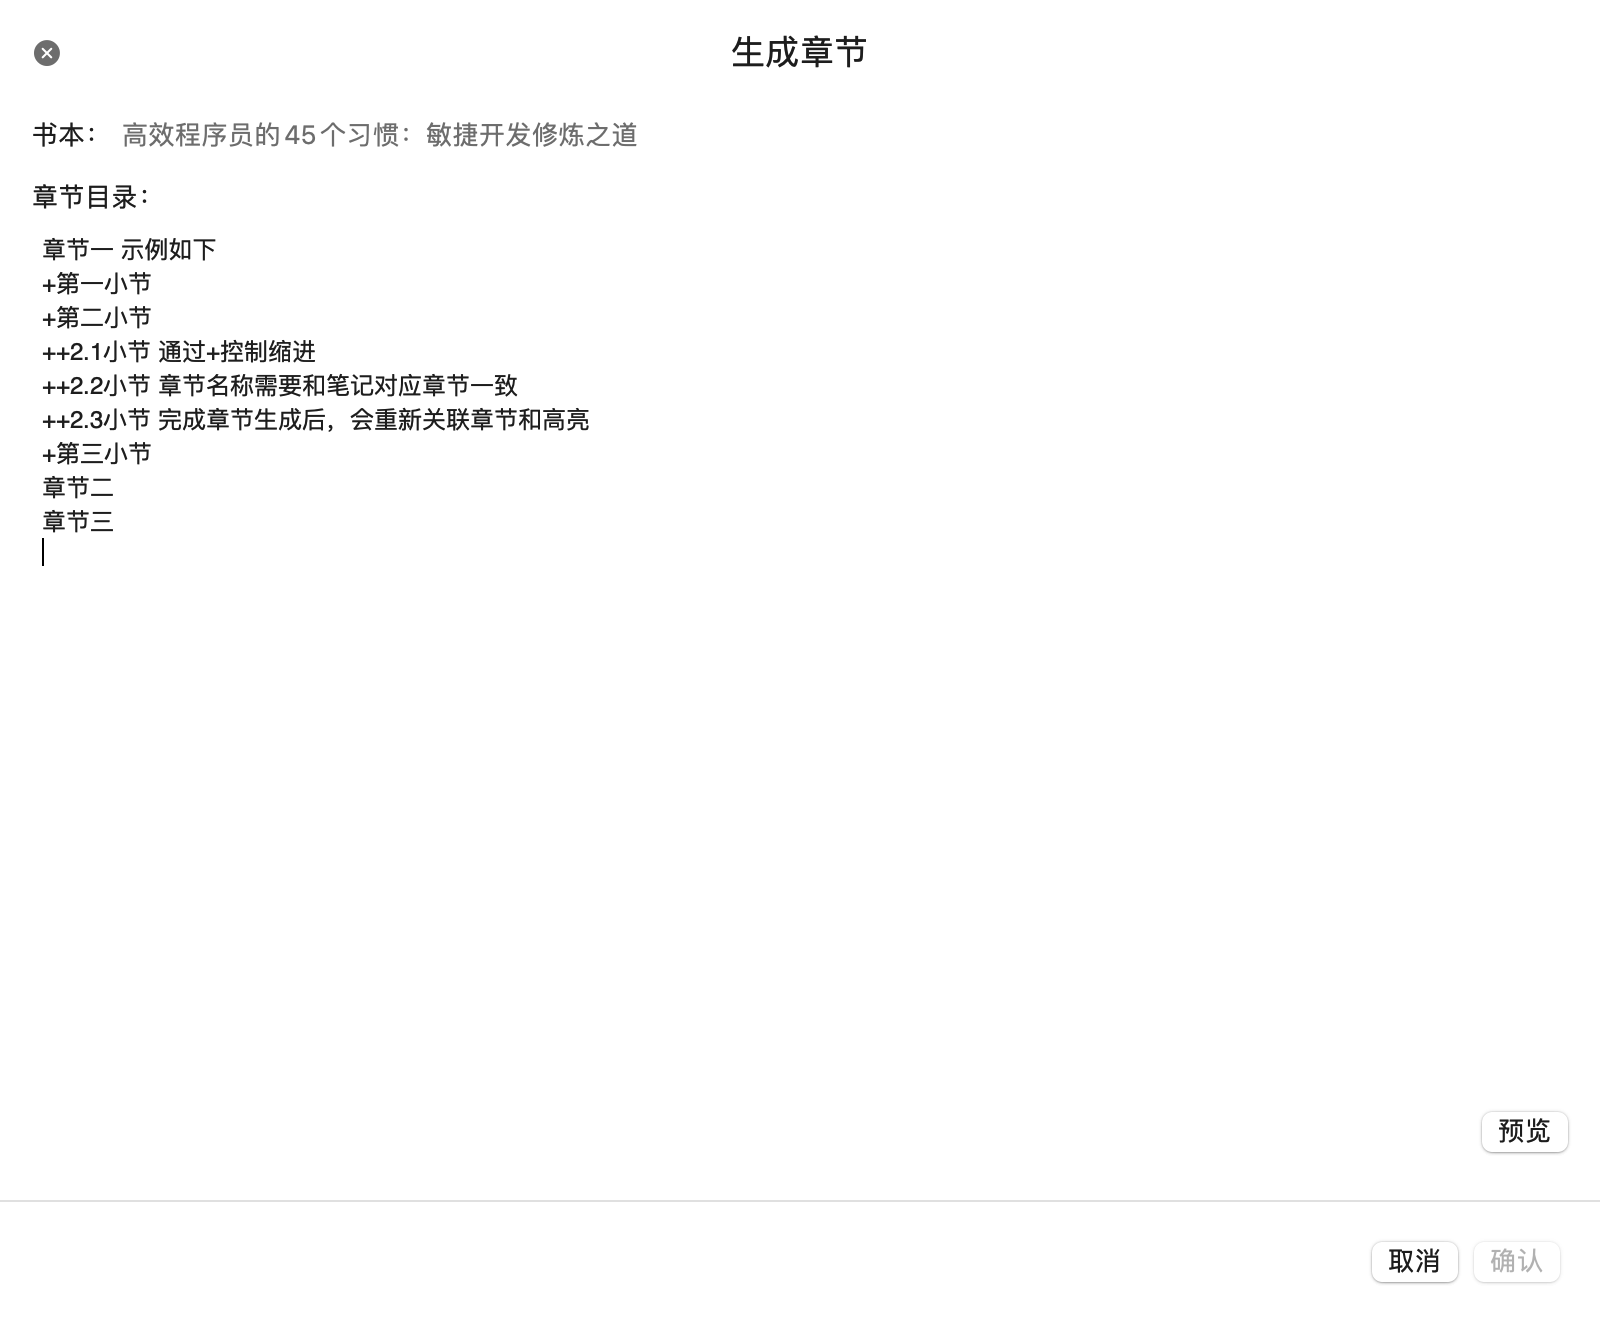 生成章节
书本： 高效程序员的45个习惯：敏捷开发修炼之道
章节目录：
章节一 示例如下
+第一小节
+第二小节
++2.1小节 通过+控制缩进
++2.2小节 章节名称需要和笔记对应章节一致
++2.3小节 完成章节生成后，会重新关联章节和高亮
+第三小节
章节二
章节三
预览
取消 确认